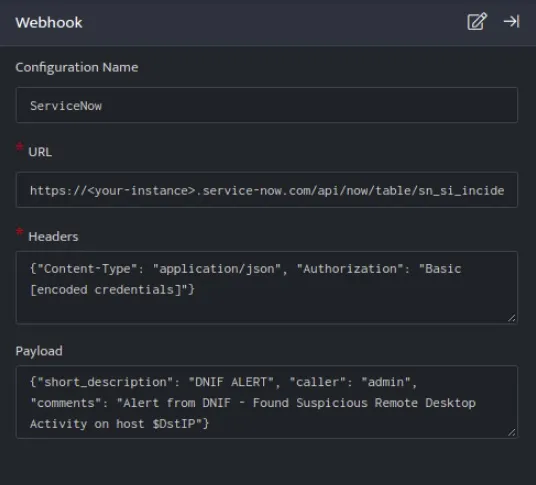 Webhook
Configuration Name
ServiceNow
* URL
https://<your-instance>.service-now.com/api/now/table/sn_si_incide
* Headers
{"Content-Type": "application/json", "Authorization": "Basic
[encoded credentials]"}
Payload
{"short_description": "DNIF ALERT", "caller": "admin",
"comments": "Alert from DNIF - Found Suspicious Remote Desktop
Activity on host $DstIP"}